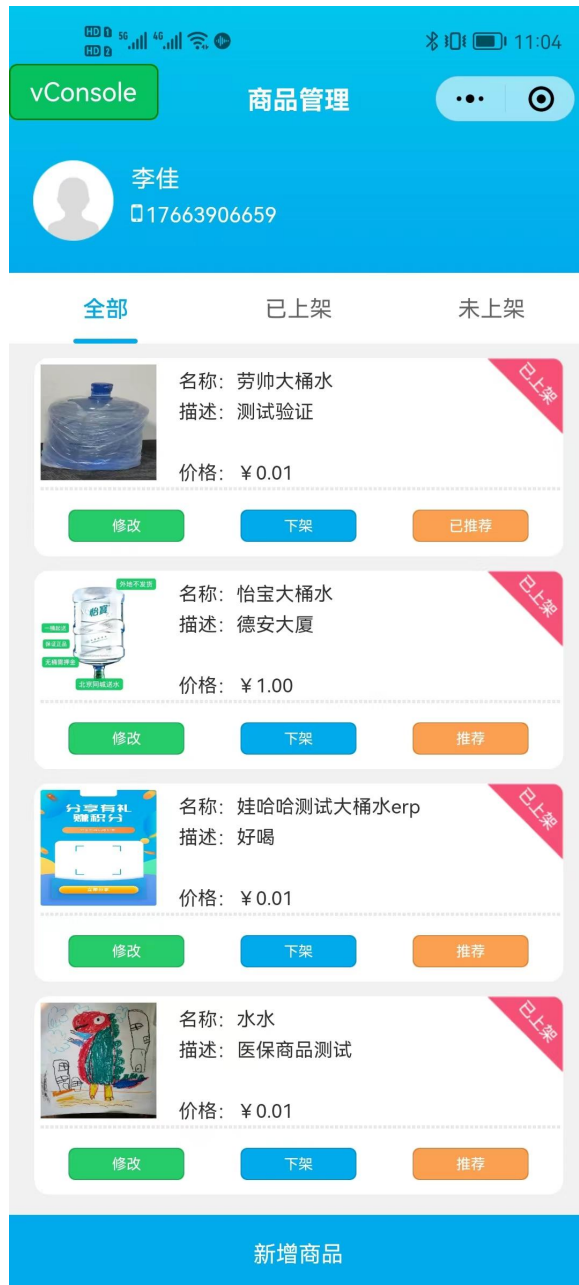 HD 1 5G 4G 11:04
HD 2
vConsole
商品管理
李佳
17663906659
全部 已上架 未上架
已上架
名称：劳帅大桶水
描述：测试验证
价格：￥0.01
修改 下架 已推荐
已上架
外地不发货
怡宝
一桶起送
保证正品
无桶需押金
北京同城送水
名称：怡宝大桶水
描述：德安大厦
价格：￥1.00
修改 下架 推荐
已上架
分享有礼
赚积分
名称：娃哈哈测试大桶水erp
描述：好喝
价格：￥0.01
修改 下架 推荐
已上架
名称：水水
描述：医保商品测试
价格：￥0.01
修改 下架 推荐
新增商品